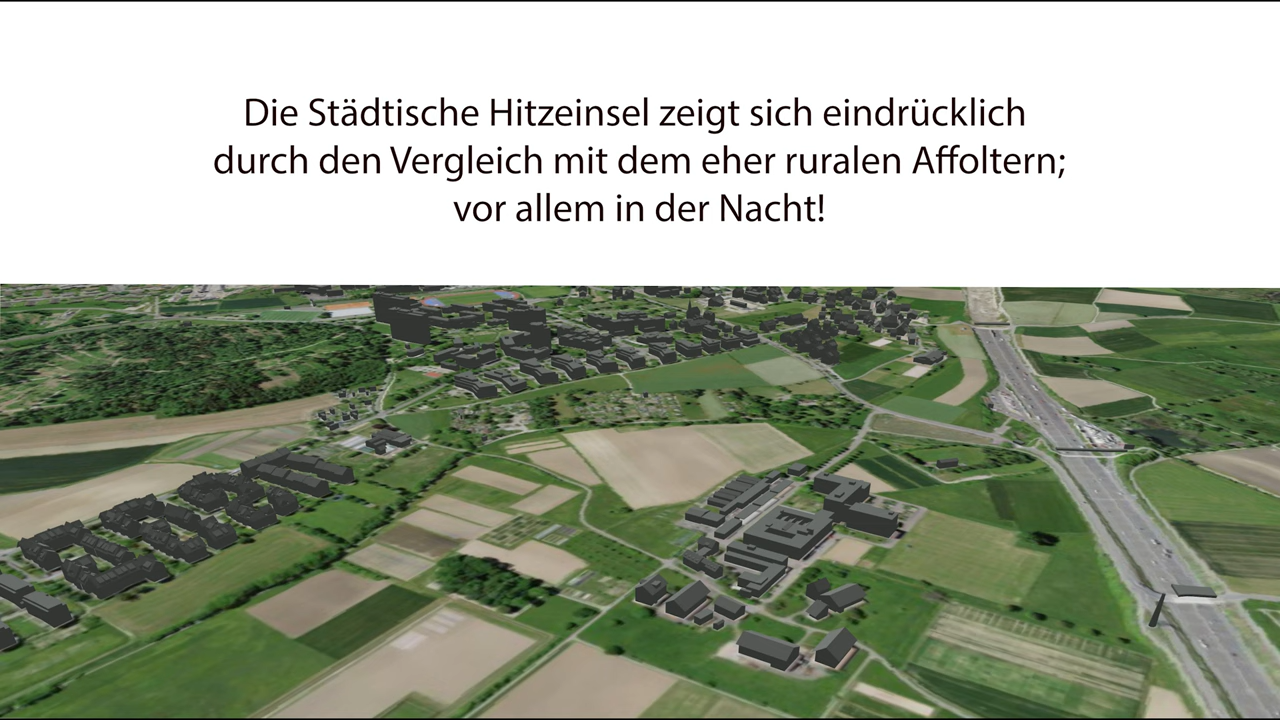 Die Städtische Hitzeinsel zeigt sich eindrücklich
durch den Vergleich mit dem eher ruralen Affoltern;
vor allem in der Nacht!